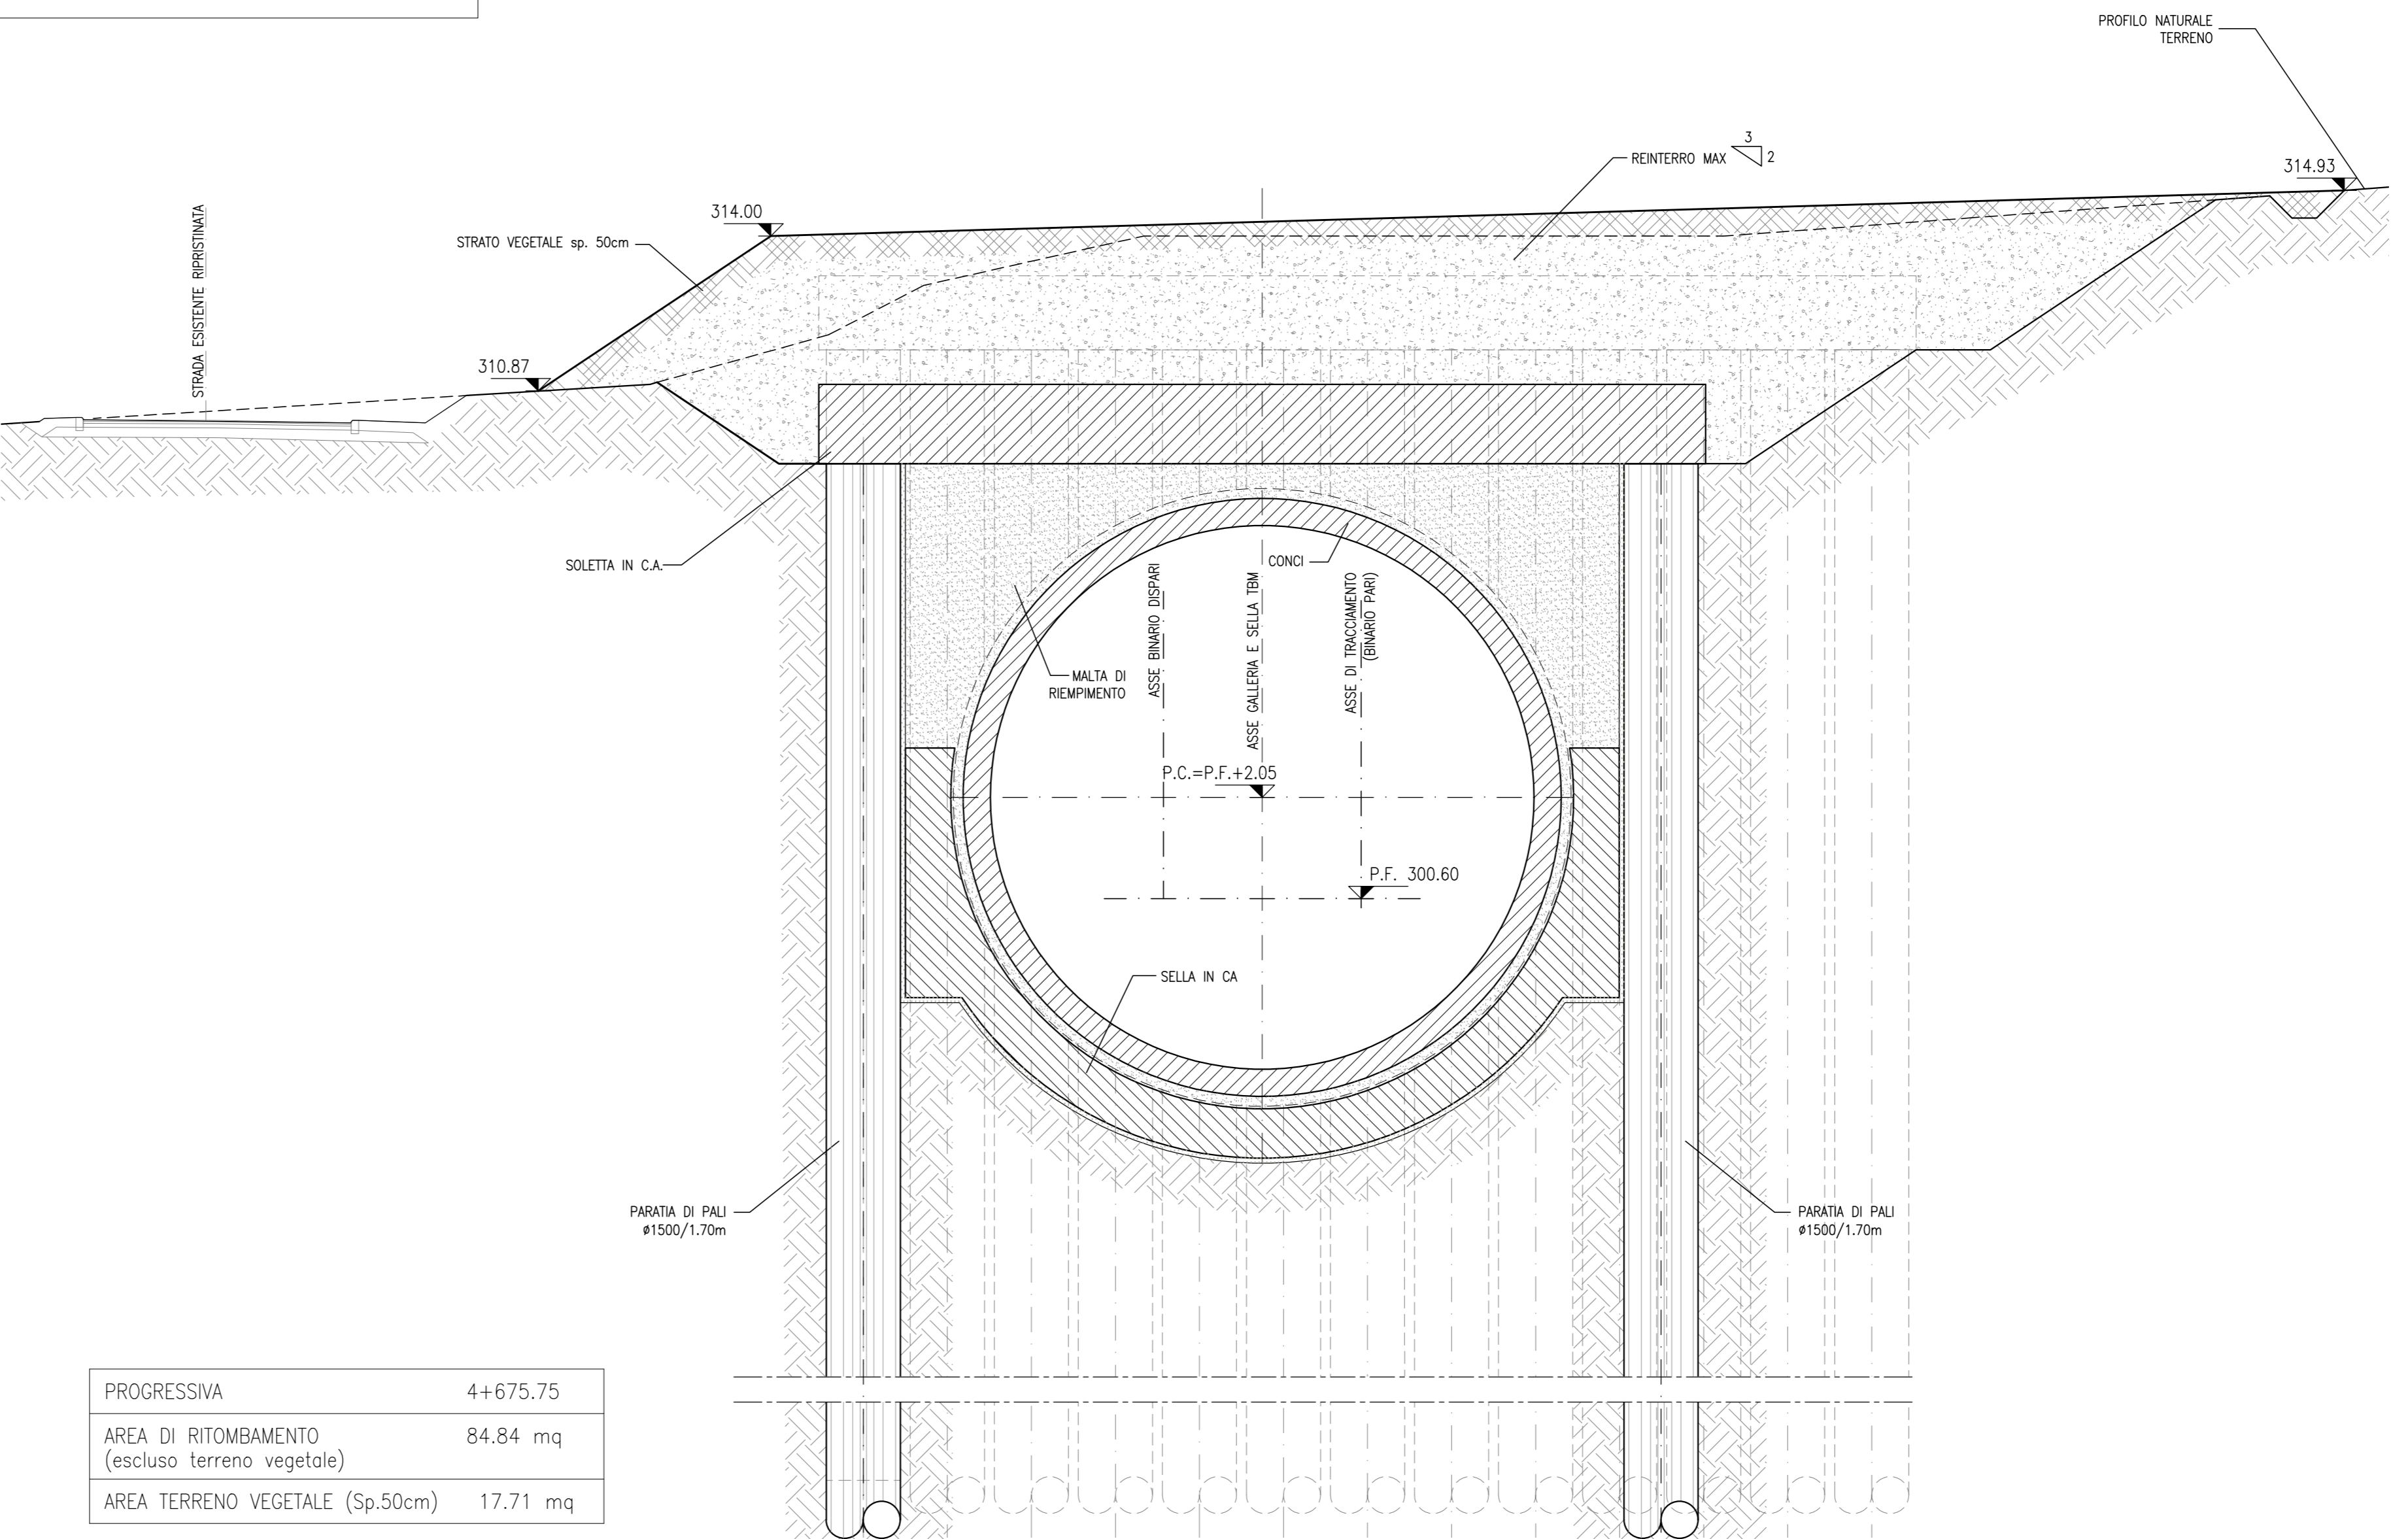 PROFILO NATURALE
TERRENO
3
REINTERRO MAX
2
314.93
314.00
STRADA ESISTENTE RIPRISTINATA
STRATO VEGETALE sp. 50cm
310.87
SOLETTA IN C.A.
CONCI
ASSE BINARIO DISPARI
ASSE GALLERIA E SELLA TBM
ASSE DI TRACCIAMENTO
(BINARIO PARI)
MALTA DI
RIEMPIMENTO
P.C.=P.F.+2.05
P.F. 300.60
SELLA IN CA
PARATIA DI PALI
ø1500/1.70m
PARATIA DI PALI
ø1500/1.70m
PROGRESSIVA 4+675.75
AREA DI RITOMBAMENTO 84.84 mq
(escluso terreno vegetale)
AREA TERRENO VEGETALE (Sp.50cm) 17.71 mq